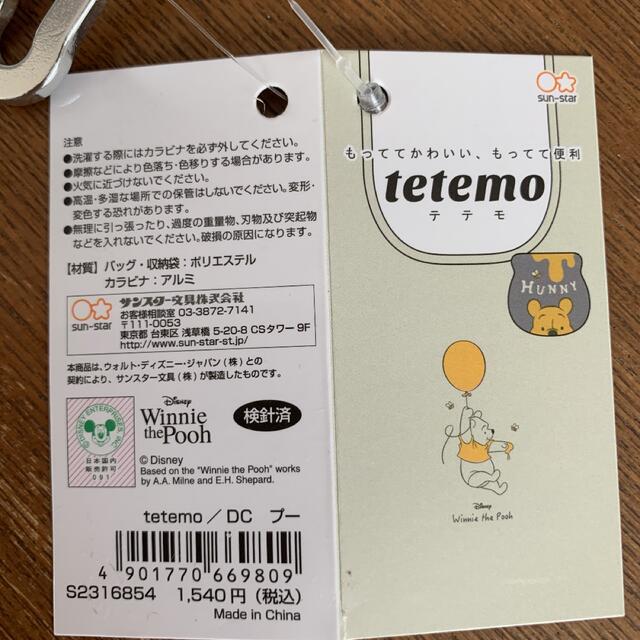 注意
●洗濯する際にはカラビナを必ず外してください。
●摩擦などにより色落ち・色移りする場合があります。
●火気に近づけないでください。
●高温・多湿な場所での保管はしないでください。変形・
変色する恐れがあります。
●無理に引っ張ったり、過度の重量物、刃物及び突起物
などを入れないでください。破損の原因になります。
【材質】バッグ・収納袋：ポリエステル
カラビナ：アルミ
sun-star
サンスター文具株式会社
お客様相談室 03-3872-7141
〒111-0053
東京都 台東区 浅草橋 5-20-8 CSタワー 9F
http://www.sun-star-st.jp/
本商品は、ウォルト・ディズニー・ジャパン(株)との
契約により、サンスター文具(株)が製造したものです。
DISNEY ENTERPRISES, INC.
日本国内
販売許可
091
Disney
Winnie
the Pooh
検針済
© Disney
Based on the "Winnie the Pooh" works
by A.A. Milne and E.H. Shepard.
tetemo／DC プー
4 901770 669809
S2316854 1,540円（税込）
Made in China
sun-star
もっててかわいい、もってて便利
tetemo
テテモ
HUNNY
Disney
Winnie the Pooh